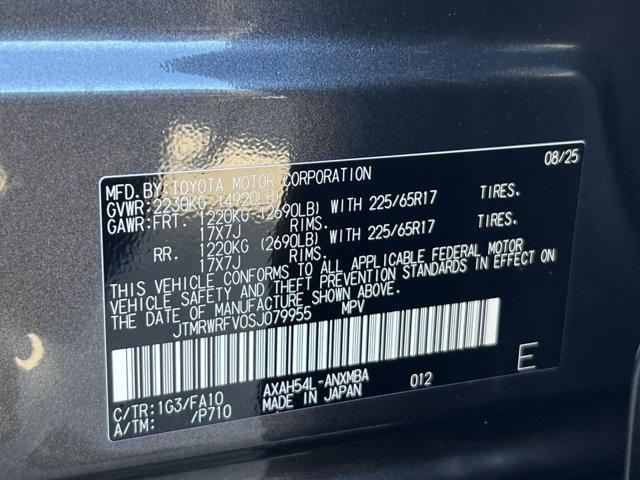 MFD. BY: TOYOTA MOTOR CORPORATION 08/25
GVWR: 2230KG (4920LB)
GAWR: FRT. 1220KG (2690LB) WITH 225/65R17 TIRES.
17X7J RIMS.
RR. 1220KG (2690LB) WITH 225/65R17 TIRES.
17X7J RIMS.
THIS VEHICLE CONFORMS TO ALL APPLICABLE FEDERAL MOTOR
VEHICLE SAFETY AND THEFT PREVENTION STANDARDS IN EFFECT ON
THE DATE OF MANUFACTURE SHOWN ABOVE.
JTMRWRFV0SJ079955 MPV
E
C/TR: 1G3/FA10 AXAH54L-ANXMBA 012
A/TM: /P710 MADE IN JAPAN